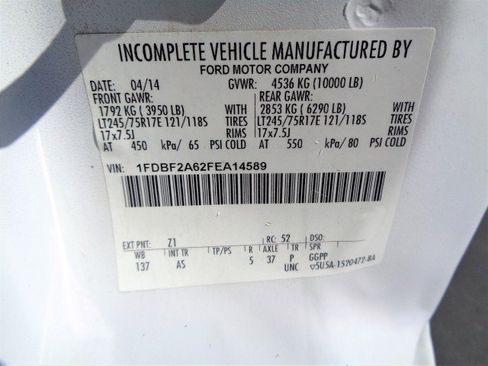 INCOMPLETE VEHICLE MANUFACTURED BY
FORD MOTOR COMPANY
DATE: 04/14 GVWR: 4536 KG (10000 LB)
FRONT GAWR: REAR GAWR:
1792 KG ( 3950 LB) WITH 2853 KG ( 6290 LB) WITH
LT245/75R17E 121/118S TIRES LT245/75R17E 121/118S TIRES
17x7.5J RIMS 17x7.5J RIMS
AT 450 kPa/ 65 PSI COLD AT 550 kPa/ 80 PSI COLD
VIN: 1FDBF2A62FEA14589
EXT PNT: Z1 RC: 52 DSO:
WB INT TR TP/PS R AXLE TR SPR
137 AS 5 37 P GGPP
UNC ▽5U5A-1520472-BA